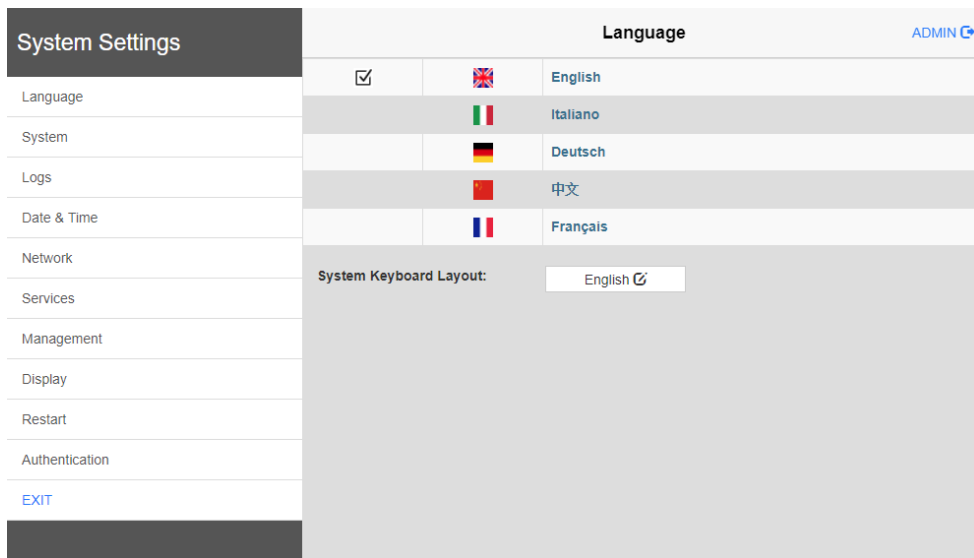 System Settings
Language
System
Logs
Date & Time
Network
Services
Management
Display
Restart
Authentication
EXIT
Language
ADMIN
English
Italiano
Deutsch
中文
Français
System Keyboard Layout:
English